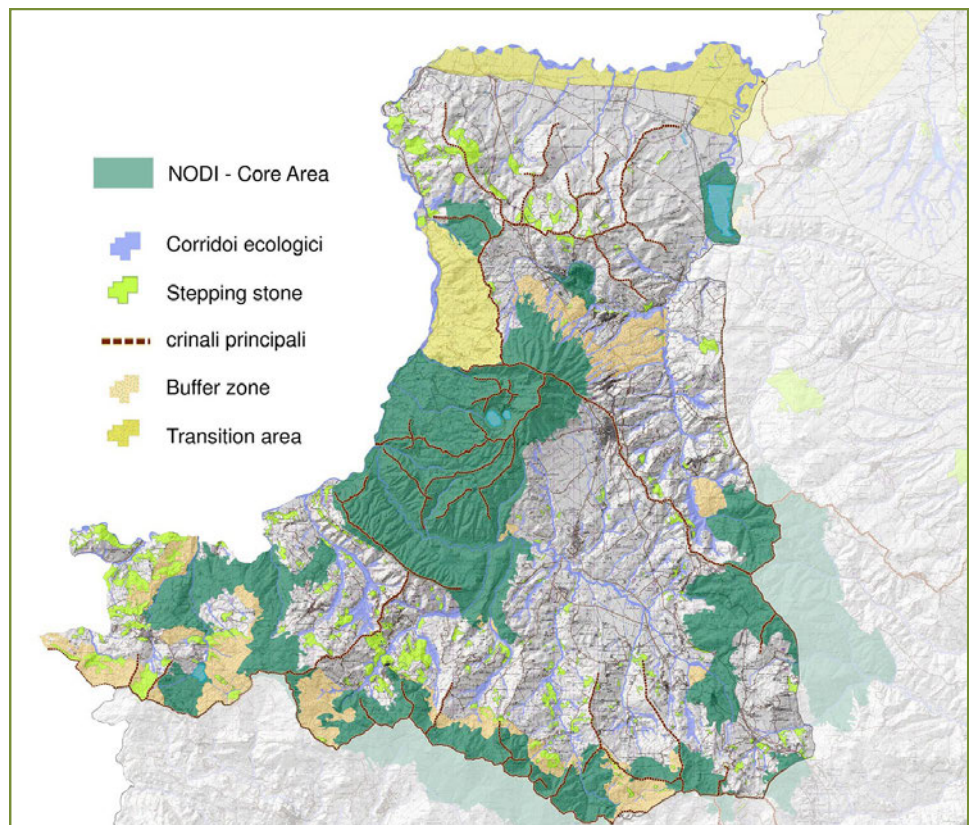 NODI - Core Area
Corridoi ecologici
Stepping stone
crinali principali
Buffer zone
Transition area